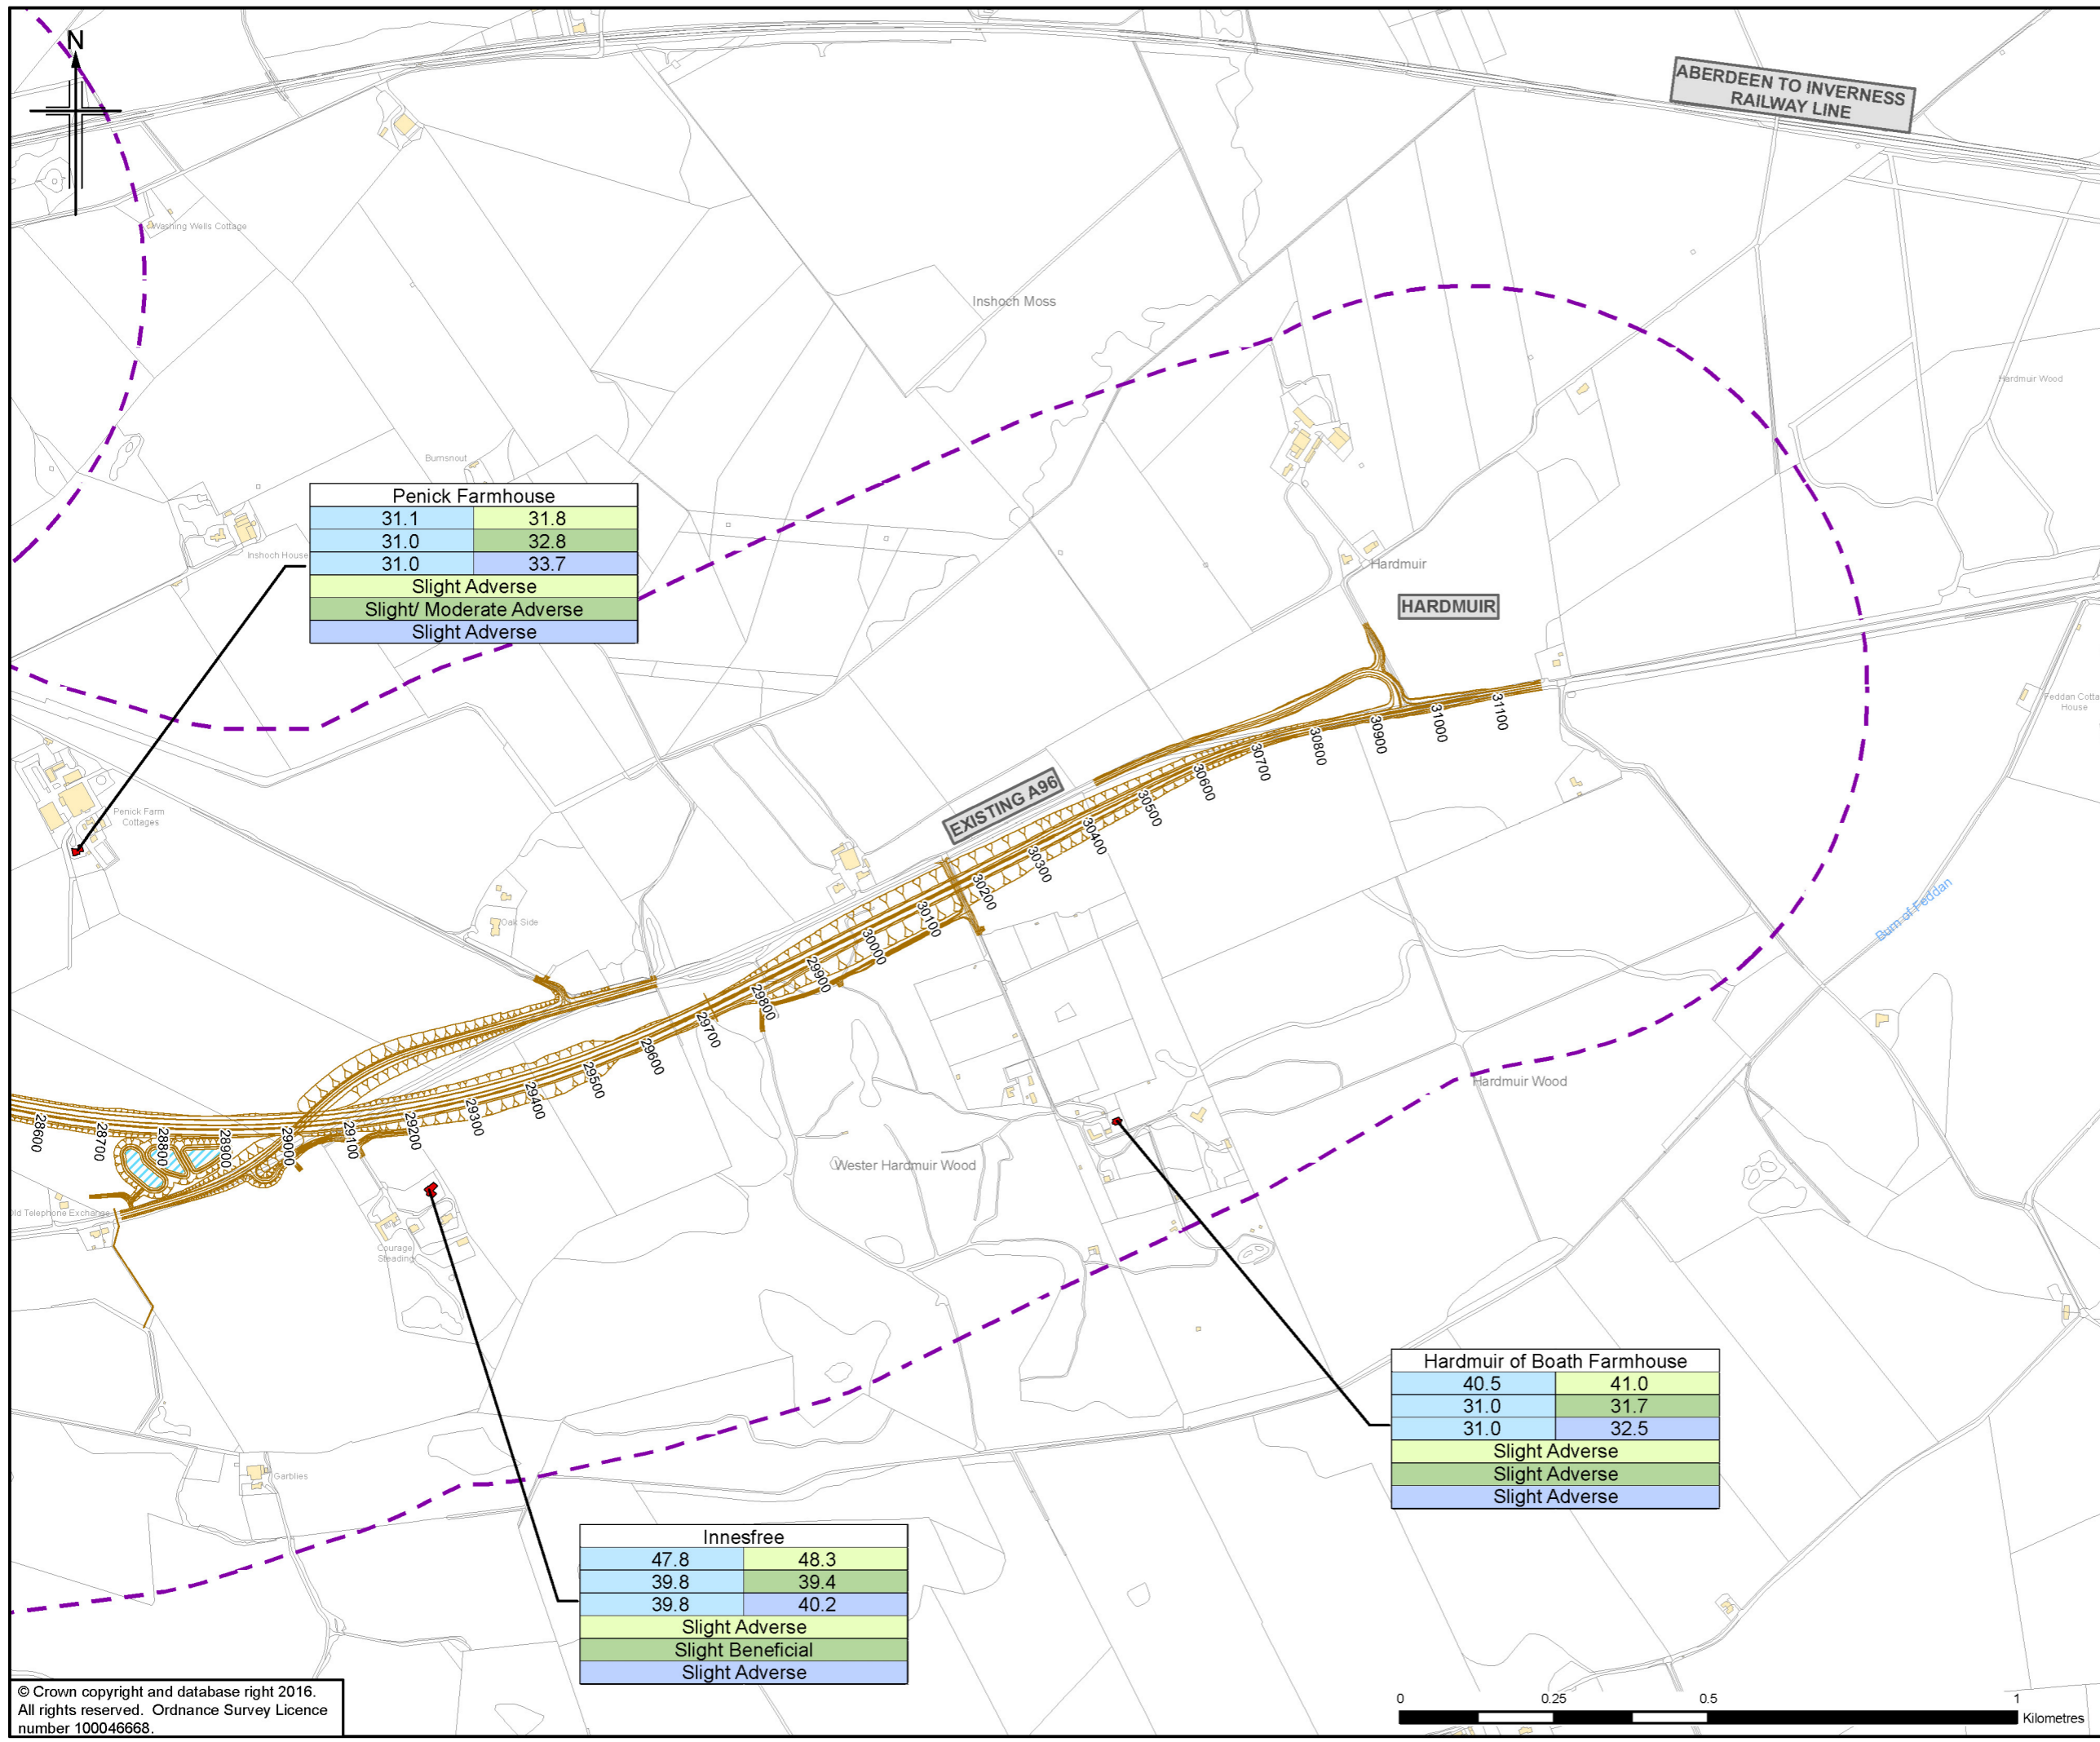 N
ABERDEEN TO INVERNESS
RAILWAY LINE
Washing Wells Cottage
Inshoch Moss
Hardmuir Wood
Burnsnout
Penick Farmhouse
31.1 31.8
31.0 32.8
31.0 33.7
Slight Adverse
Slight/ Moderate Adverse
Slight Adverse
Inshoch House
Hardmuir
HARDMUIR
Feddan Cotta
House
Penick Farm
Cottages
EXISTING A96
Oak Side
Burn of Feddan
28600
28700
28800
28900
29000
29100
29200
29300
29400
29500
29600
29700
29800
29900
30000
30100
30200
30300
30400
30500
30600
30700
30800
30900
31000
31100
Hardmuir Wood
Wester Hardmuir Wood
ld Telephone Exchange
Courage
Steading
Garblies
Hardmuir of Boath Farmhouse
40.5 41.0
31.0 31.7
31.0 32.5
Slight Adverse
Slight Adverse
Slight Adverse
Innesfree
47.8 48.3
39.8 39.4
39.8 40.2
Slight Adverse
Slight Beneficial
Slight Adverse
© Crown copyright and database right 2016.
All rights reserved. Ordnance Survey Licence
number 100046668.
0 0.25 0.5 1
Kilometres